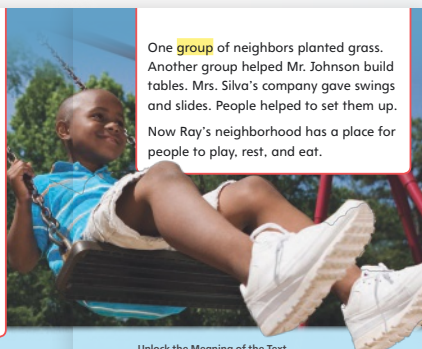 One group of neighbors planted grass.
Another group helped Mr. Johnson build
tables. Mrs. Silva's company gave swings
and slides. People helped to set them up.
Now Ray's neighborhood has a place for
people to play, rest, and eat.
Unlock the Meaning of the Text